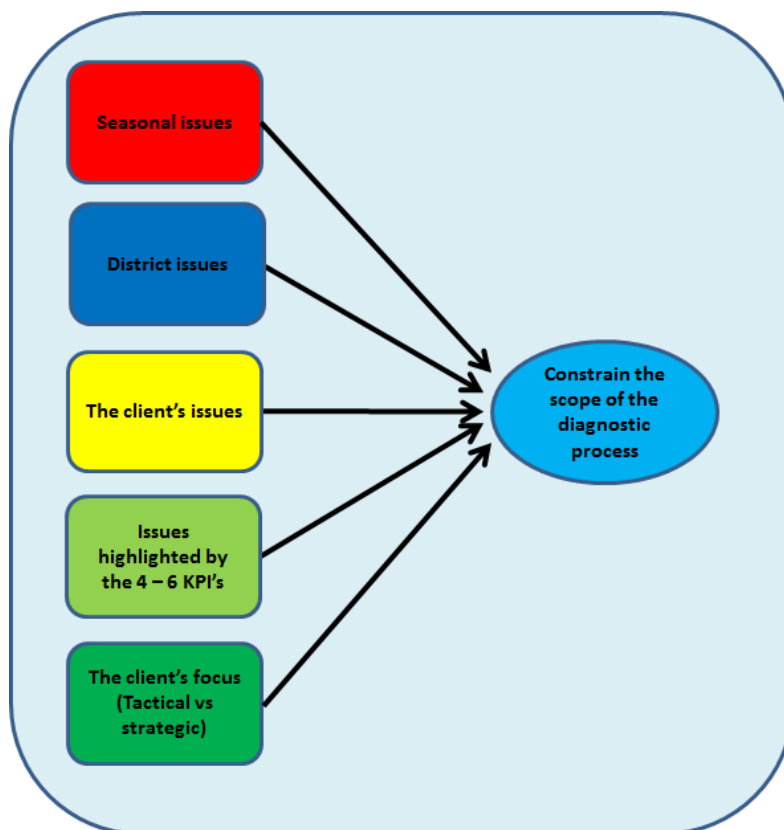 Seasonal issues
District issues
The client’s issues
Issues
highlighted by
the 4 – 6 KPI’s
The client’s focus
(Tactical vs
strategic)
Constrain the
scope of the
diagnostic
process